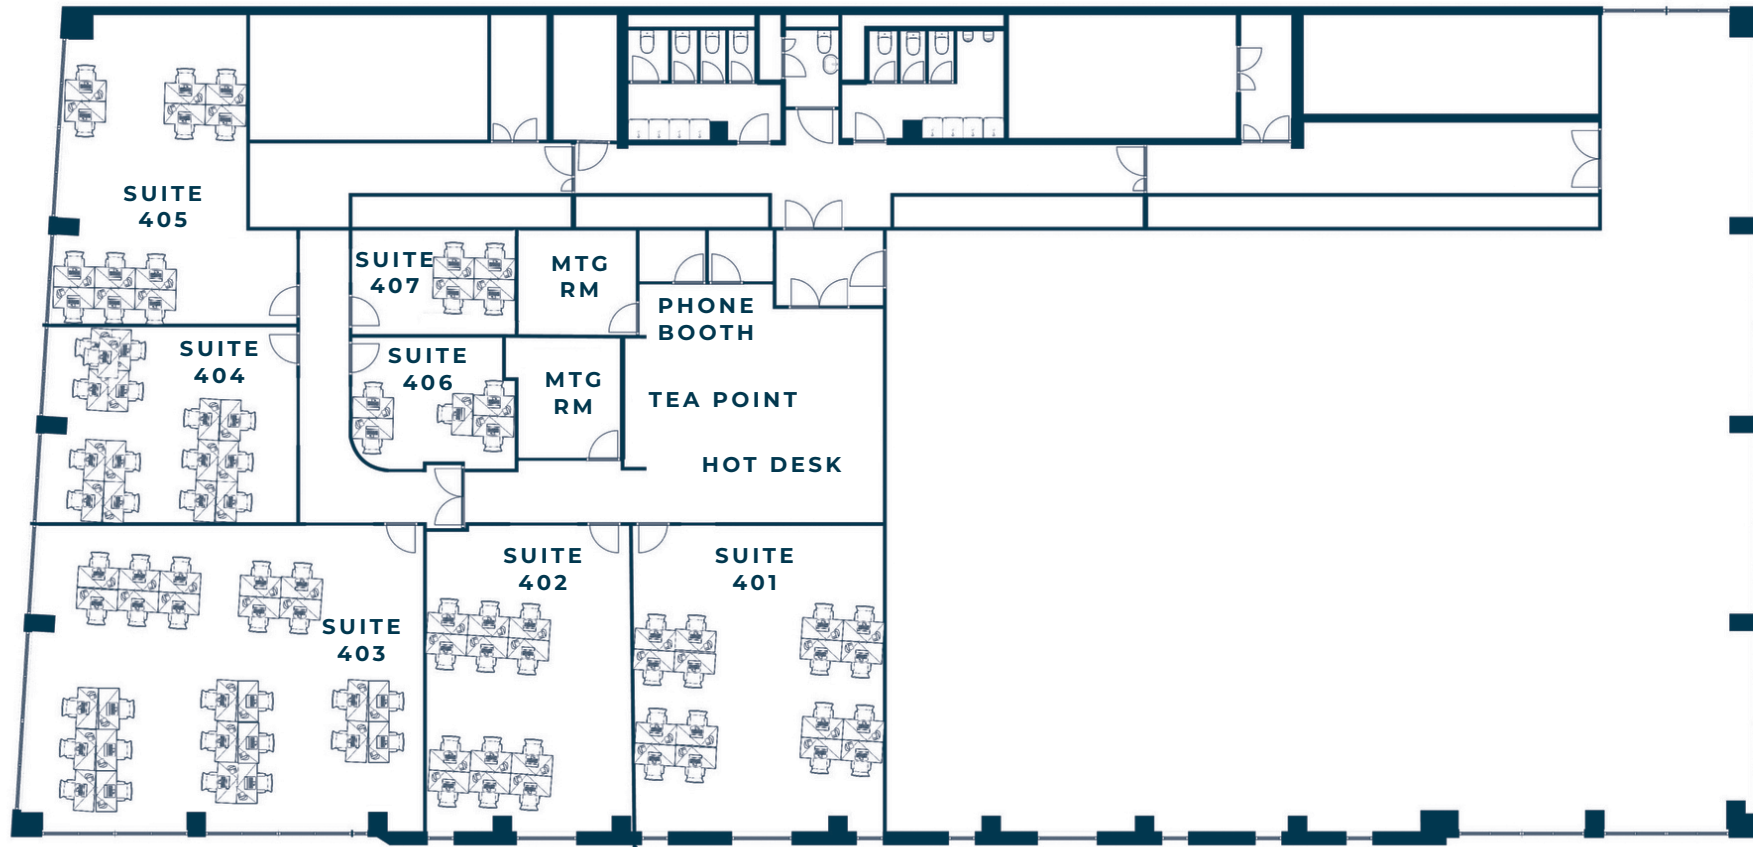 SUITE
405
SUITE
407
MTG
RM
PHONE
BOOTH
SUITE
404
SUITE
406
MTG
RM
TEA POINT
HOT DESK
SUITE
403
SUITE
402
SUITE
401